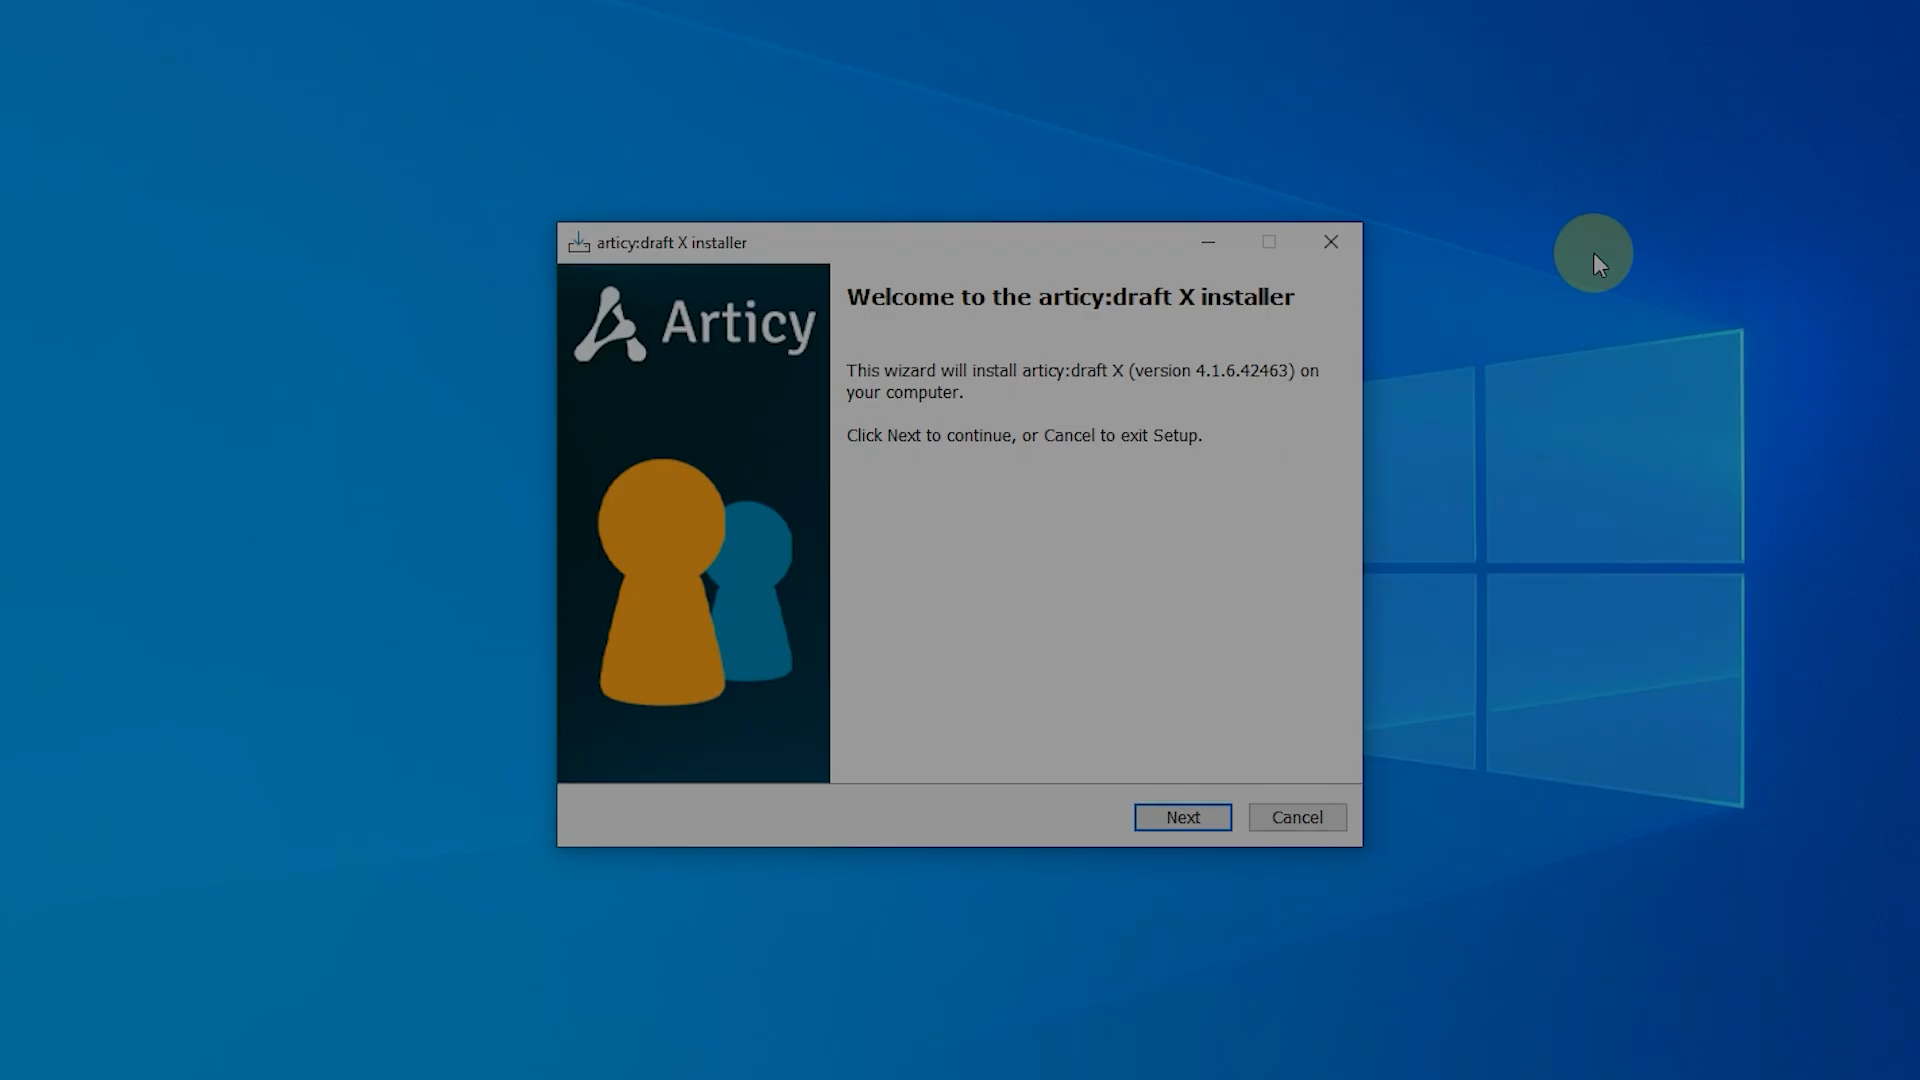 articy:draft X installer
Articy
Welcome to the articy:draft X installer
This wizard will install articy:draft X (version 4.1.6.42463) on
your computer.
Click Next to continue, or Cancel to exit Setup.
Next
Cancel